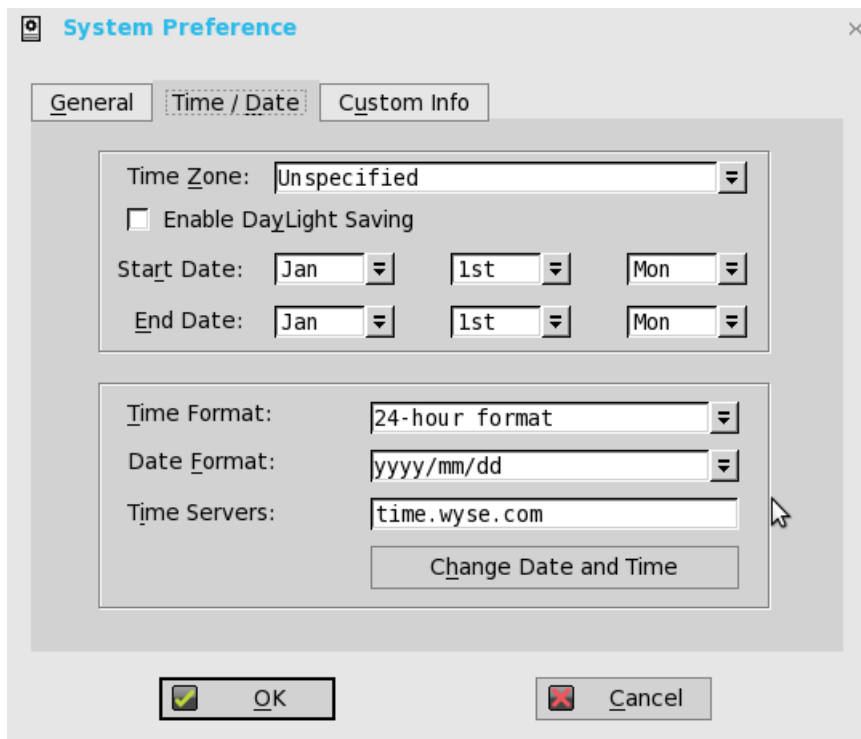 System Preference
General Time / Date Custom Info
Time Zone: Unspecified
Enable DayLight Saving
Start Date: Jan 1st Mon
End Date: Jan 1st Mon
Time Format: 24-hour format
Date Format: yyyy/mm/dd
Time Servers: time.wyse.com
Change Date and Time
OK Cancel